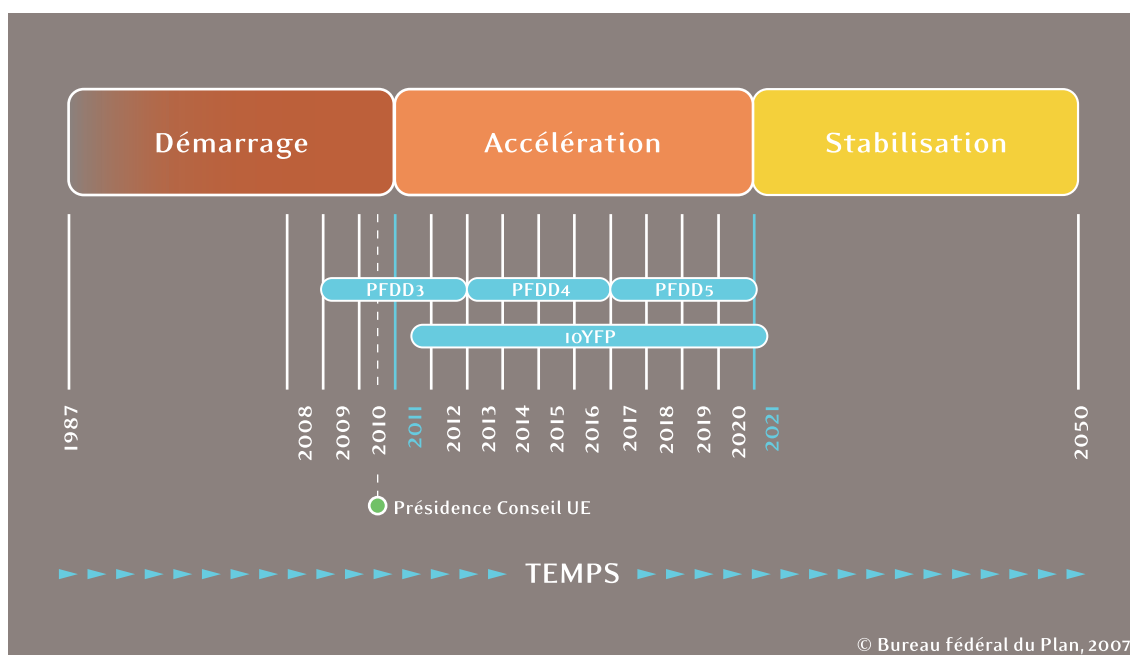 Démarrage
Accélération
Stabilisation
PFDD3
PFDD4
PFDD5
10YFP
1987
2008
2009
2010
2011
2012
2013
2014
2015
2016
2017
2018
2019
2020
2021
2050
Présidence Conseil UE
TEMPS
© Bureau fédéral du Plan, 2007